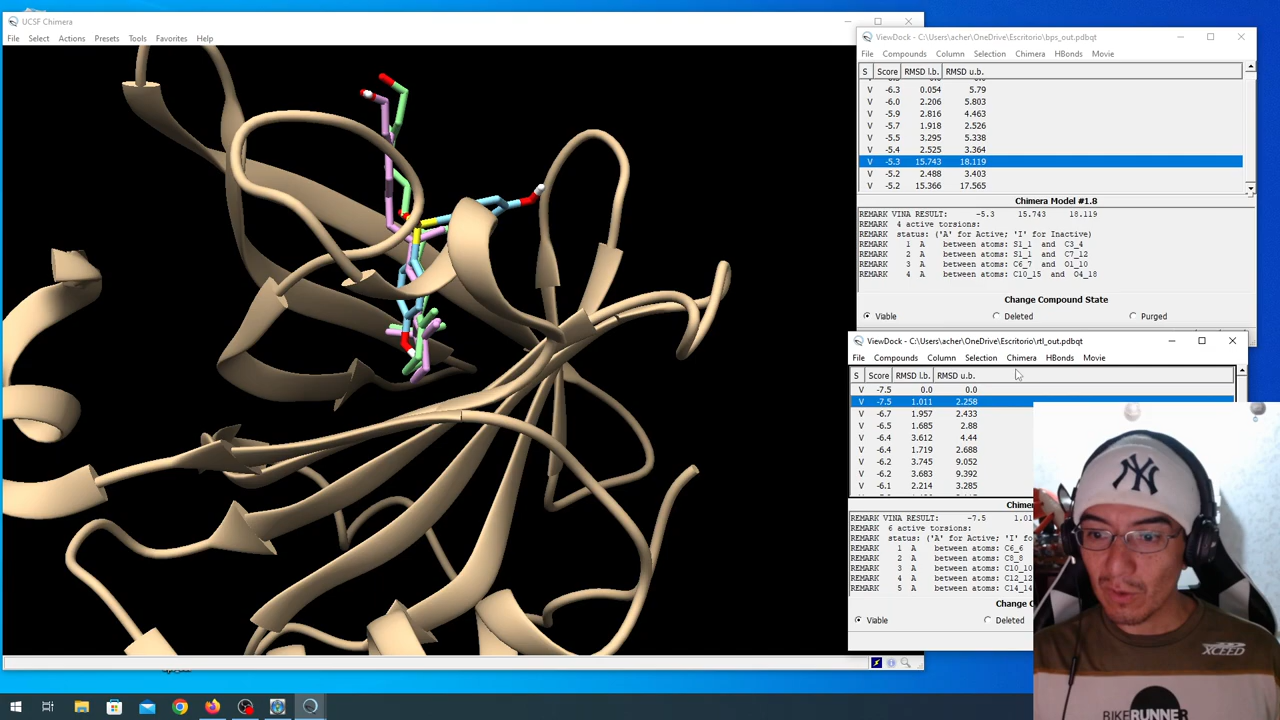 UCSF Chimera
File Select Actions Presets Tools Favorites Help
ViewDock - C:\Users\acher\OneDrive\Escritorio\bps_out.pdbqt
File Compounds Column Selection Chimera HBonds Movie
S Score RMSD l.b. RMSD u.b.
V -6.3 0.054 5.79
V -6.0 2.206 5.803
V -5.9 2.816 4.463
V -5.7 1.918 2.526
V -5.5 3.295 5.338
V -5.4 2.525 3.364
V -5.3 15.743 18.119
V -5.2 2.488 3.403
V -5.2 15.366 17.565
Chimera Model #1.8
REMARK VINA RESULT: -5.3 15.743 18.119
REMARK 4 active torsions:
REMARK status: ('A' for Active; 'I' for Inactive)
REMARK 1 A between atoms: S1_1 and C3_4
REMARK 2 A between atoms: S1_1 and C7_12
REMARK 3 A between atoms: C6_7 and O1_10
REMARK 4 A between atoms: C10_15 and O4_18
Change Compound State
Viable Deleted Purged
ViewDock - C:\Users\acher\OneDrive\Escritorio\rtl_out.pdbqt
File Compounds Column Selection Chimera HBonds Movie
S Score RMSD l.b. RMSD u.b.
V -7.5 0.0 0.0
V -7.5 1.011 2.258
V -6.7 1.957 2.433
V -6.5 1.685 2.88
V -6.4 3.612 4.44
V -6.4 1.719 2.688
V -6.2 3.745 9.052
V -6.2 3.683 9.392
V -6.1 2.214 3.285
Chimer
REMARK VINA RESULT: -7.5 1.01
REMARK 6 active torsions:
REMARK status: ('A' for Active; 'I' fo
REMARK 1 A between atoms: C6_6
REMARK 2 A between atoms: C8_8
REMARK 3 A between atoms: C10_10
REMARK 4 A between atoms: C12_12
REMARK 5 A between atoms: C14_14
Change
Viable Deleted
NY
XCEED
BIKERUNNER